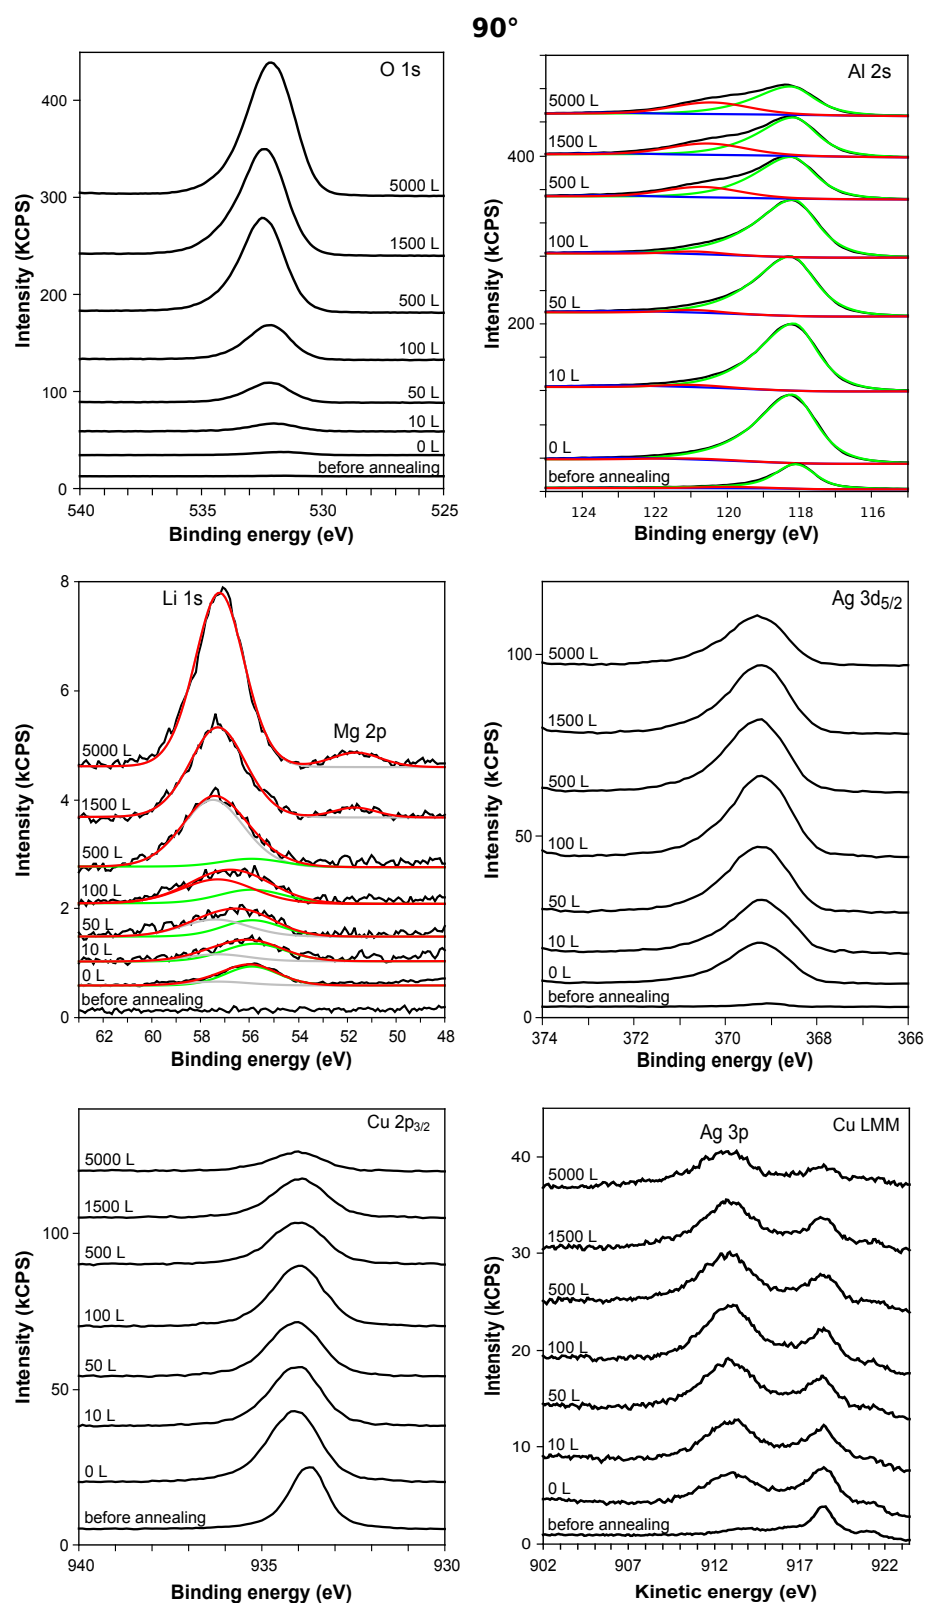 90°
O 1s
400
300
200
100
0
5000 L
1500 L
500 L
100 L
50 L
10 L
0 L
before annealing
540
535
530
525
Binding energy (eV)
Intensity (KCPS)
Al 2s
400
200
5000 L
1500 L
500 L
100 L
50 L
10 L
0 L
before annealing
124
122
120
118
116
Binding energy (eV)
Intensity (kCPS)
Li 1s
Mg 2p
8
6
4
2
0
5000 L
1500 L
500 L
100 L
50 L
10 L
0 L
before annealing
62
60
58
56
54
52
50
48
Binding energy (eV)
Intensity (kCPS)
Ag 3d5/2
100
50
0
5000 L
1500 L
500 L
100 L
50 L
10 L
0 L
before annealing
374
372
370
368
366
Binding energy (eV)
Intensity (kCPS)
Cu 2p3/2
100
50
0
5000 L
1500 L
500 L
100 L
50 L
10 L
0 L
before annealing
940
935
930
Binding energy (eV)
Intensity (kCPS)
Ag 3p
Cu LMM
40
30
20
10
0
5000 L
1500 L
500 L
100 L
50 L
10 L
0 L
before annealing
902
907
912
917
922
Kinetic energy (eV)
Intensity (kCPS)